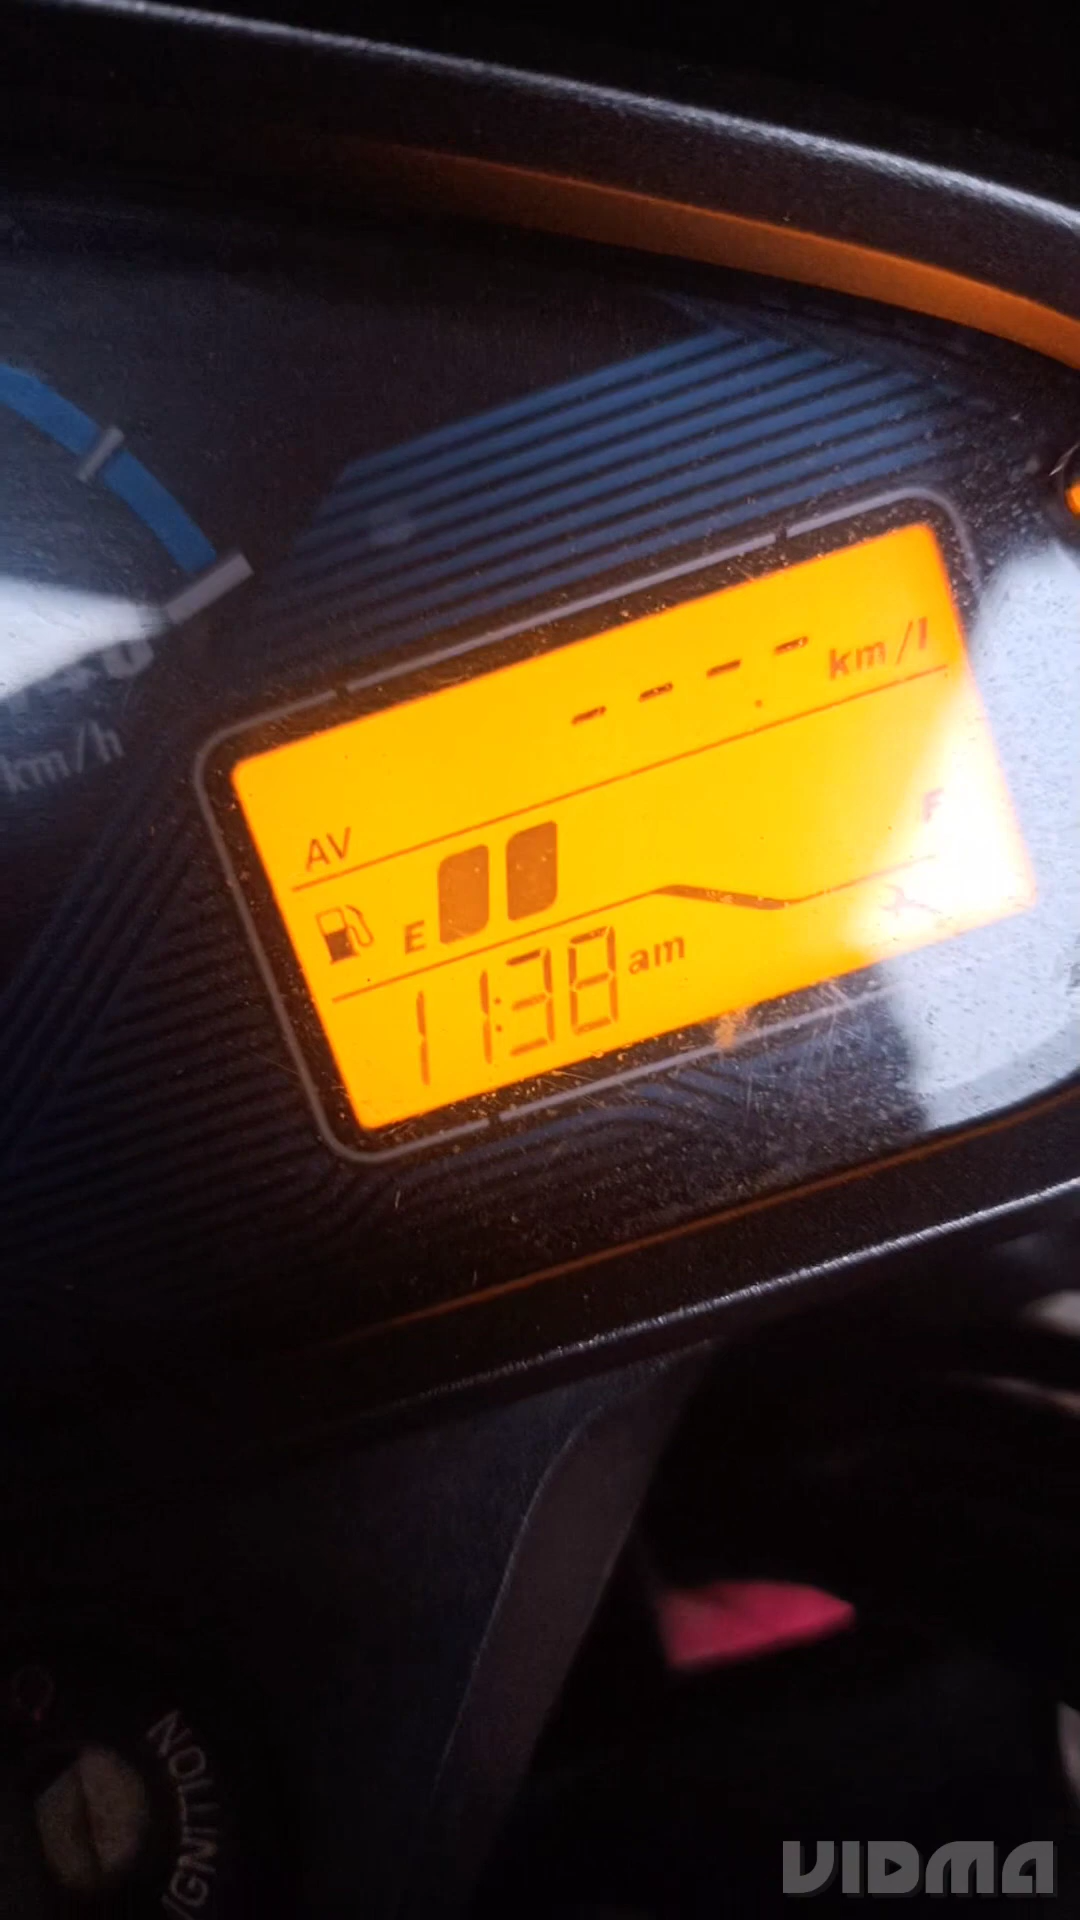 ---.- km/l
AV
F
E
11:38 am
km/h
IGNITION
VIDMA